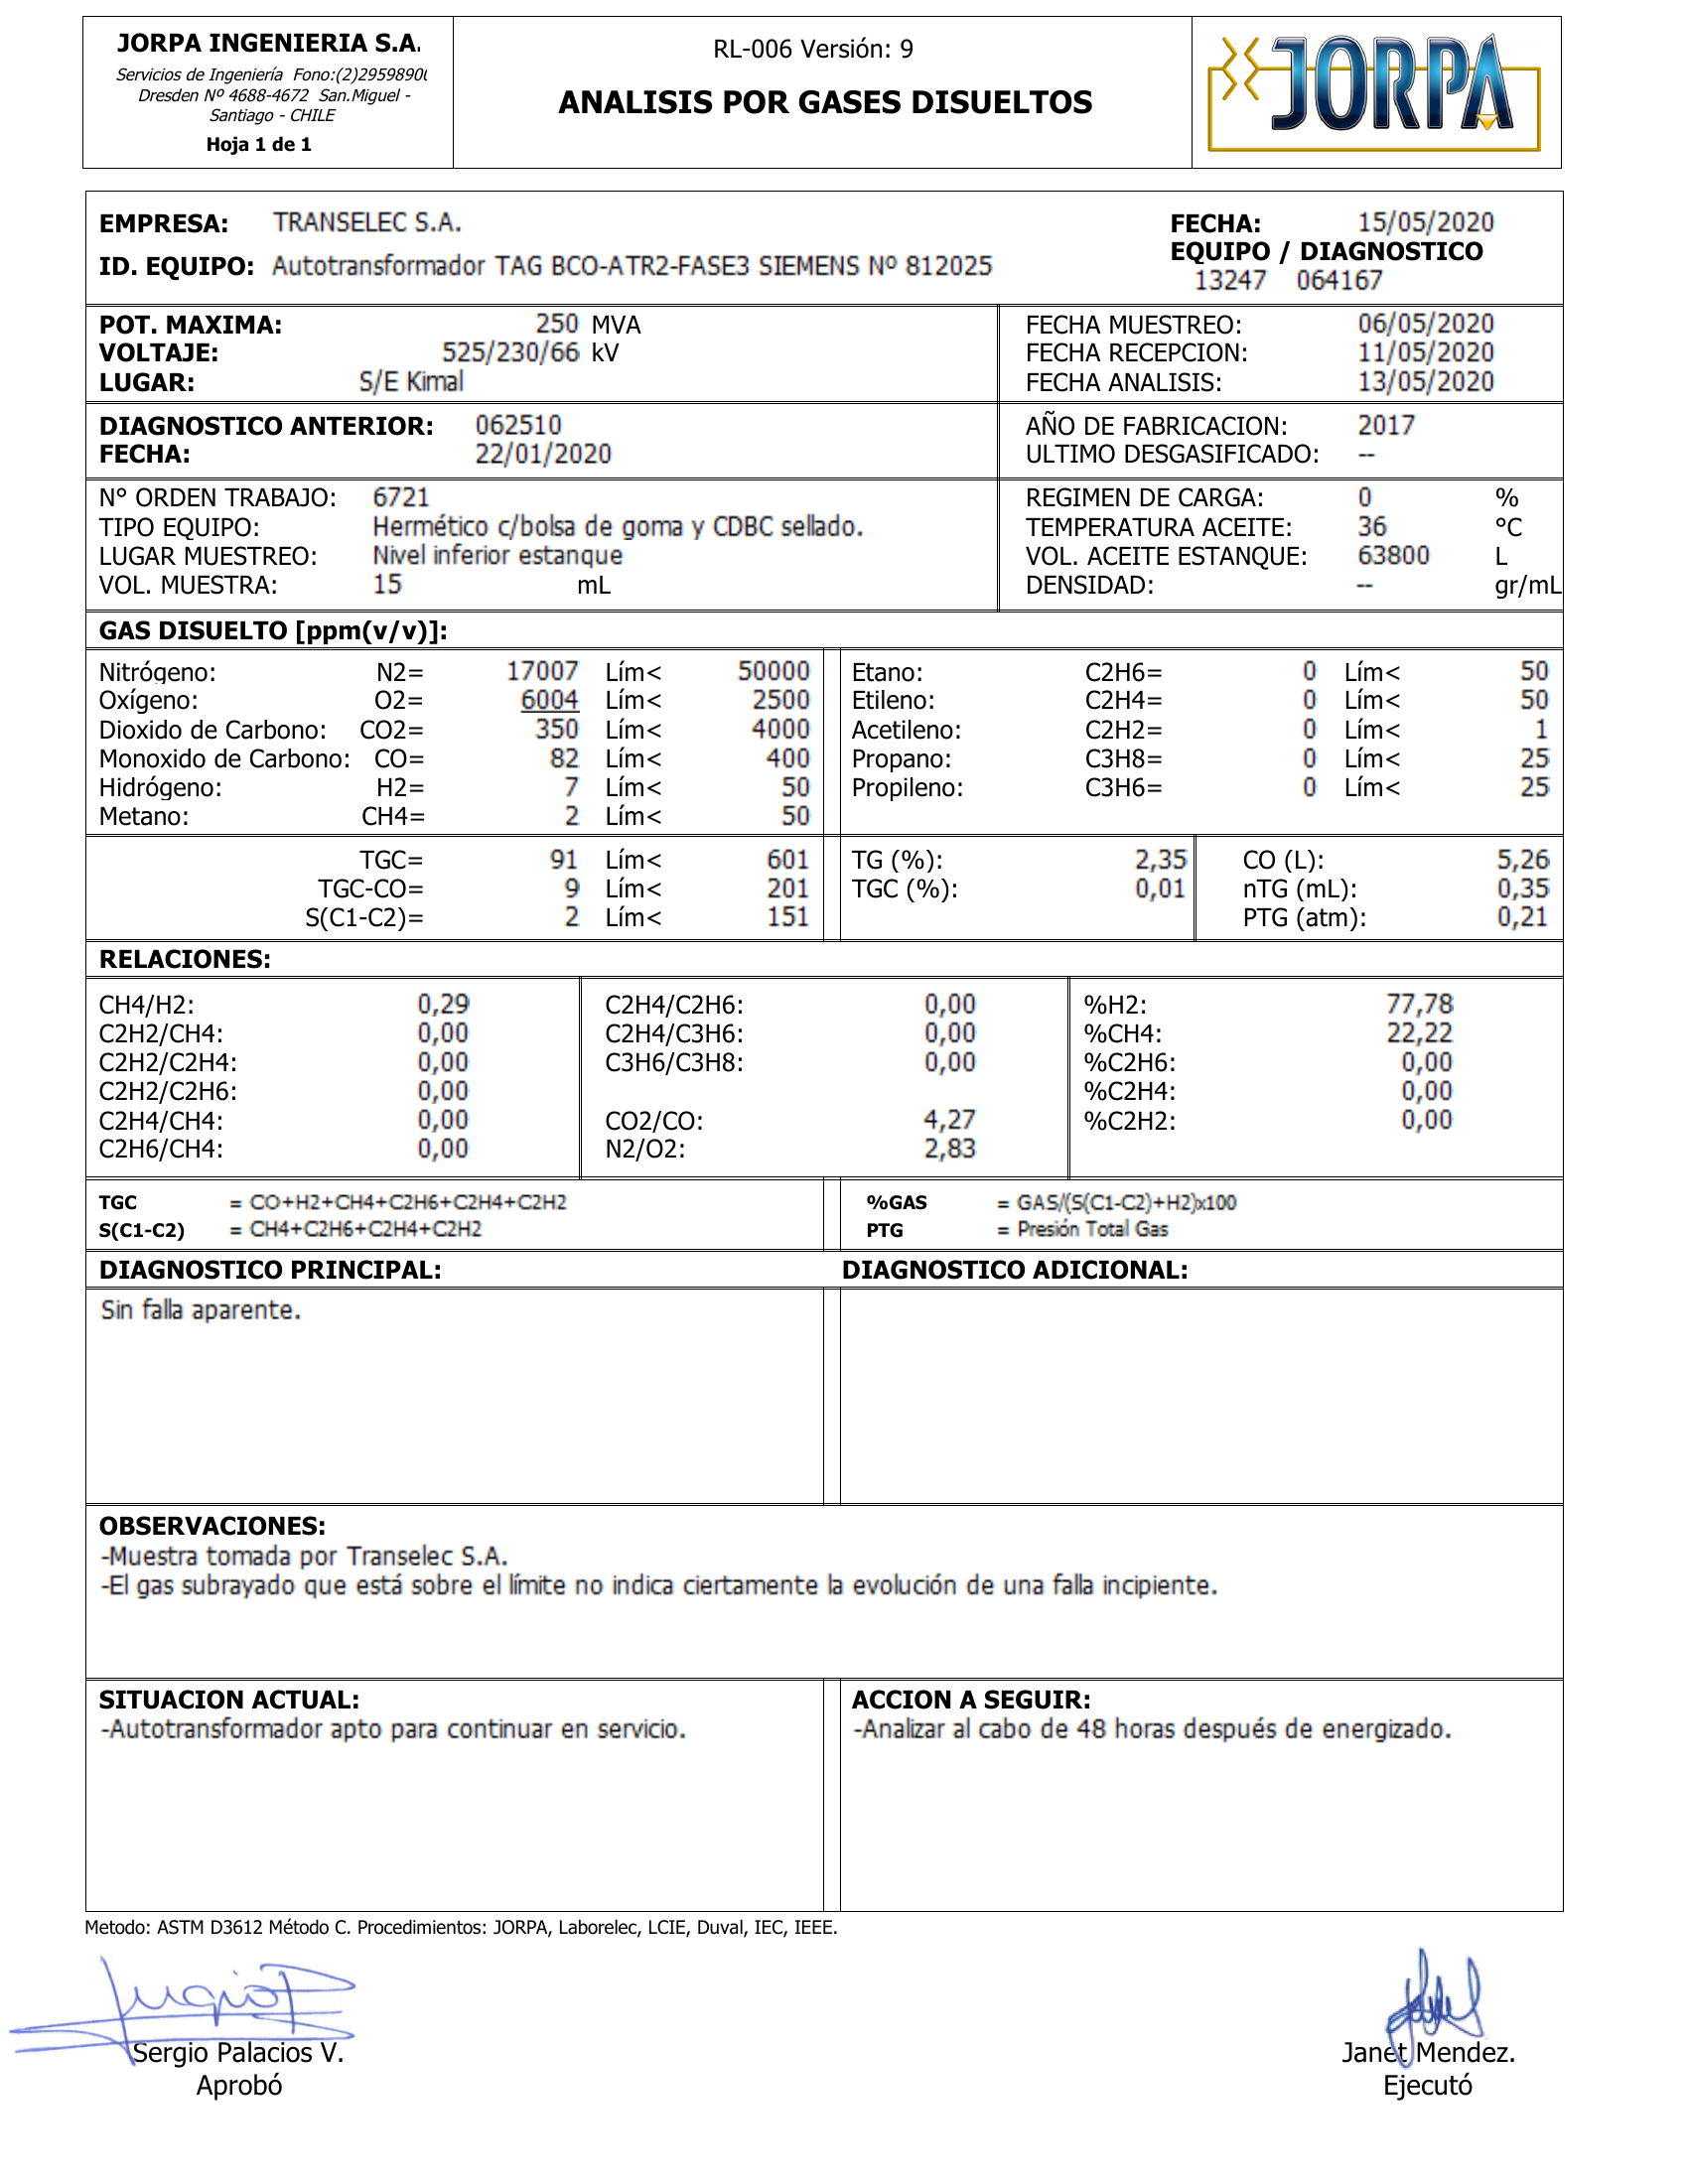 JORPA INGENIERIA S.A.
Servicios de Ingeniería Fono:(2)2959890
Dresden Nº 4688-4672 San.Miguel -
Santiago - CHILE
Hoja 1 de 1
RL-006 Versión: 9
ANALISIS POR GASES DISUELTOS
JORPA
EMPRESA: TRANSELEC S.A.
FECHA: 15/05/2020
ID. EQUIPO: Autotransformador TAG BCO-ATR2-FASE3 SIEMENS Nº 812025
EQUIPO / DIAGNOSTICO
13247 064167
POT. MAXIMA: 250 MVA
VOLTAJE: 525/230/66 kV
LUGAR: S/E Kimal
FECHA MUESTREO: 06/05/2020
FECHA RECEPCION: 11/05/2020
FECHA ANALISIS: 13/05/2020
DIAGNOSTICO ANTERIOR: 062510
FECHA: 22/01/2020
AÑO DE FABRICACION: 2017
ULTIMO DESGASIFICADO: --
N° ORDEN TRABAJO: 6721
TIPO EQUIPO: Hermético c/bolsa de goma y CDBC sellado.
LUGAR MUESTREO: Nivel inferior estanque
VOL. MUESTRA: 15 mL
REGIMEN DE CARGA: 0 %
TEMPERATURA ACEITE: 36 °C
VOL. ACEITE ESTANQUE: 63800 L
DENSIDAD: -- gr/mL
GAS DISUELTO [ppm(v/v)]:
Nitrógeno: N2= 17007 Lím< 50000
Oxígeno: O2= 6004 Lím< 2500
Dioxido de Carbono: CO2= 350 Lím< 4000
Monoxido de Carbono: CO= 82 Lím< 400
Hidrógeno: H2= 7 Lím< 50
Metano: CH4= 2 Lím< 50
Etano: C2H6= 0 Lím< 50
Etileno: C2H4= 0 Lím< 50
Acetileno: C2H2= 0 Lím< 1
Propano: C3H8= 0 Lím< 25
Propileno: C3H6= 0 Lím< 25
TGC= 91 Lím< 601
TGC-CO= 9 Lím< 201
S(C1-C2)= 2 Lím< 151
TG (%): 2,35
TGC (%): 0,01
CO (L): 5,26
nTG (mL): 0,35
PTG (atm): 0,21
RELACIONES:
CH4/H2: 0,29
C2H2/CH4: 0,00
C2H2/C2H4: 0,00
C2H2/C2H6: 0,00
C2H4/CH4: 0,00
C2H6/CH4: 0,00
C2H4/C2H6: 0,00
C2H4/C3H6: 0,00
C3H6/C3H8: 0,00
CO2/CO: 4,27
N2/O2: 2,83
%H2: 77,78
%CH4: 22,22
%C2H6: 0,00
%C2H4: 0,00
%C2H2: 0,00
TGC = CO+H2+CH4+C2H6+C2H4+C2H2
S(C1-C2) = CH4+C2H6+C2H4+C2H2
%GAS = GAS/(S(C1-C2)+H2)x100
PTG = Presión Total Gas
DIAGNOSTICO PRINCIPAL:
Sin falla aparente.
DIAGNOSTICO ADICIONAL:
OBSERVACIONES:
-Muestra tomada por Transelec S.A.
-El gas subrayado que está sobre el límite no indica ciertamente la evolución de una falla incipiente.
SITUACION ACTUAL:
-Autotransformador apto para continuar en servicio.
ACCION A SEGUIR:
-Analizar al cabo de 48 horas después de energizado.
Metodo: ASTM D3612 Método C. Procedimientos: JORPA, Laborelec, LCIE, Duval, IEC, IEEE.
Sergio Palacios V.
Aprobó
Janet Mendez.
Ejecutó